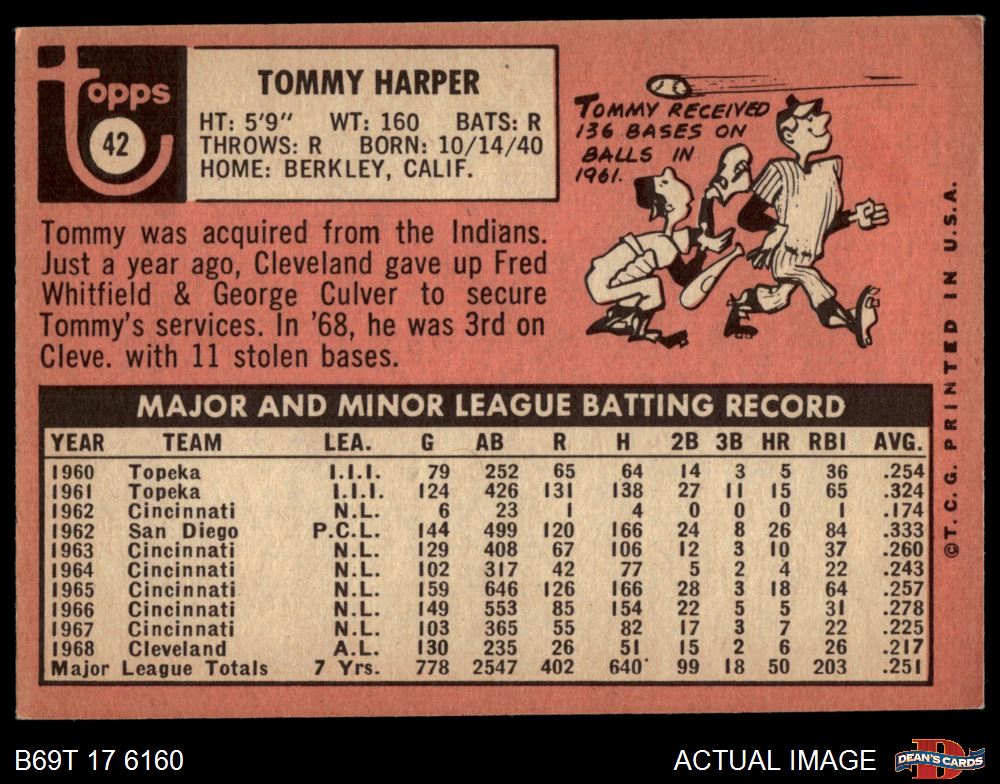 Topps
42
TOMMY HARPER
HT: 5'9" WT: 160 BATS: R
THROWS: R BORN: 10/14/40
HOME: BERKLEY, CALIF.
TOMMY RECEIVED
136 BASES ON
BALLS IN
1961.
Tommy was acquired from the Indians.
Just a year ago, Cleveland gave up Fred
Whitfield & George Culver to secure
Tommy's services. In '68, he was 3rd on
Cleve. with 11 stolen bases.
MAJOR AND MINOR LEAGUE BATTING RECORD
YEAR TEAM LEA. G AB R H 2B 3B HR RBI AVG.
1960 Topeka I.I.I. 79 252 65 64 14 3 5 36 .254
1961 Topeka I.I.I. 124 426 131 138 27 11 15 65 .324
1962 Cincinnati N.L. 6 23 1 4 0 0 0 1 .174
1962 San Diego P.C.L. 144 499 120 166 24 8 26 84 .333
1963 Cincinnati N.L. 129 408 67 106 12 3 10 37 .260
1964 Cincinnati N.L. 102 317 42 77 5 2 4 22 .243
1965 Cincinnati N.L. 159 646 126 166 28 3 18 64 .257
1966 Cincinnati N.L. 149 553 85 154 22 5 5 31 .278
1967 Cincinnati N.L. 103 365 55 82 17 3 7 22 .225
1968 Cleveland A.L. 130 235 26 51 15 2 6 26 .217
Major League Totals 7 Yrs. 778 2547 402 640 99 18 50 203 .251
©T.C.G. PRINTED IN U.S.A.
B69T 17 6160
ACTUAL IMAGE
DEAN'S CARDS